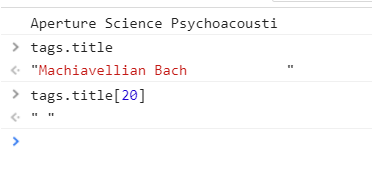 Aperture Science Psychoacousti
> tags.title
<· "Machiavellian Bach            "
> tags.title[20]
<· " "
>